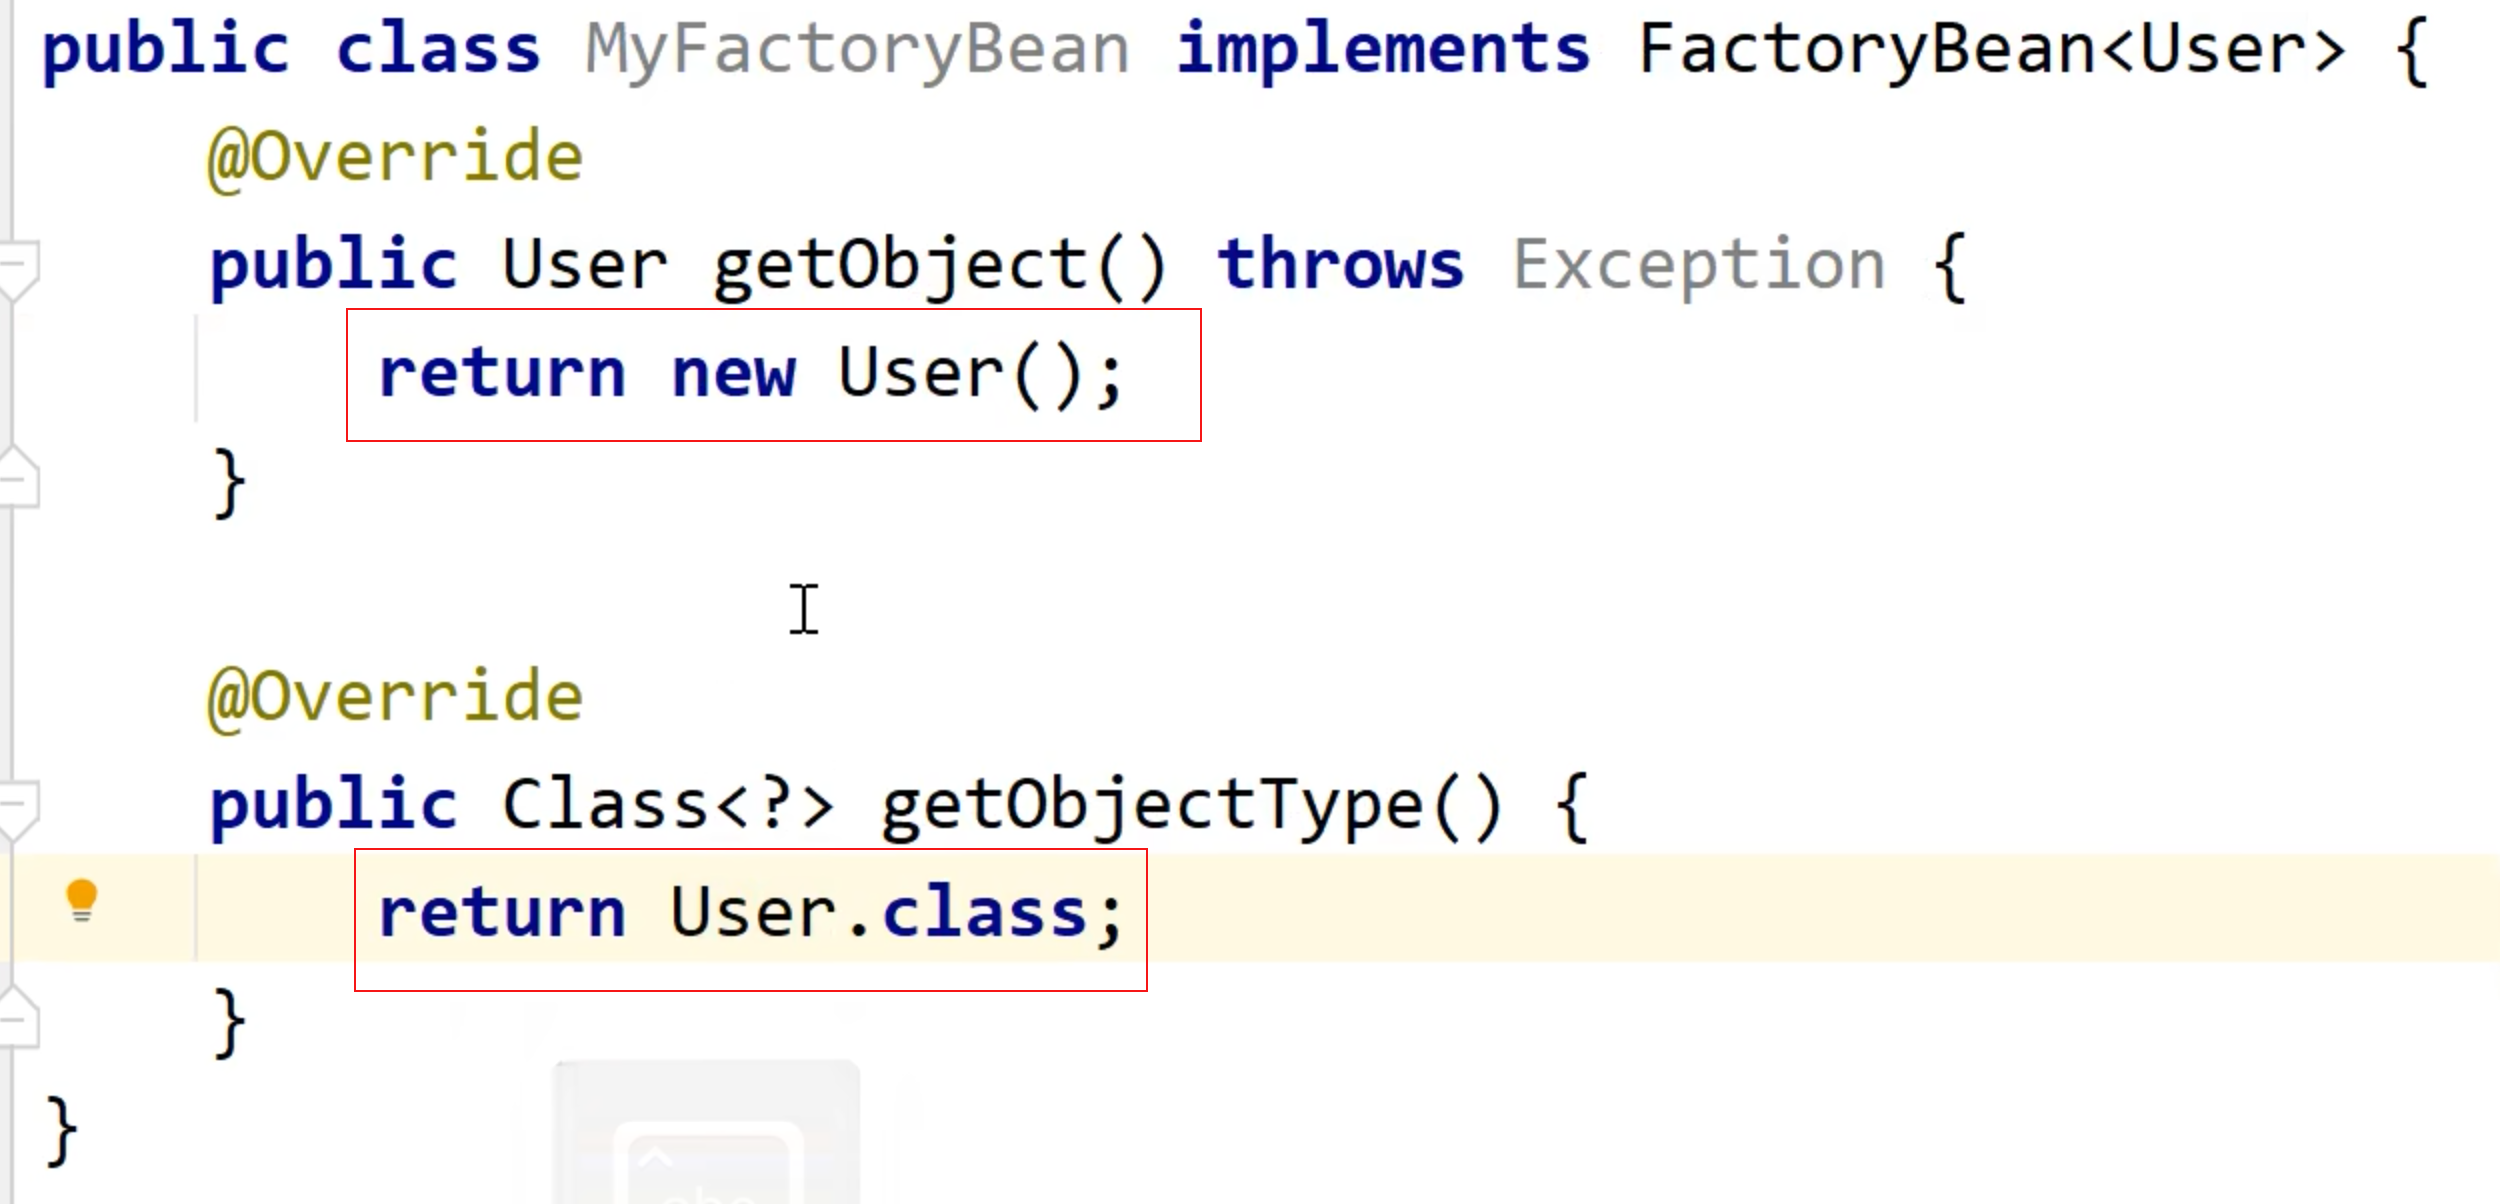 public class MyFactoryBean implements FactoryBean<User> {
@Override
public User getObject() throws Exception {
return new User();
}
@Override
public Class<?> getObjectType() {
return User.class;
}
}